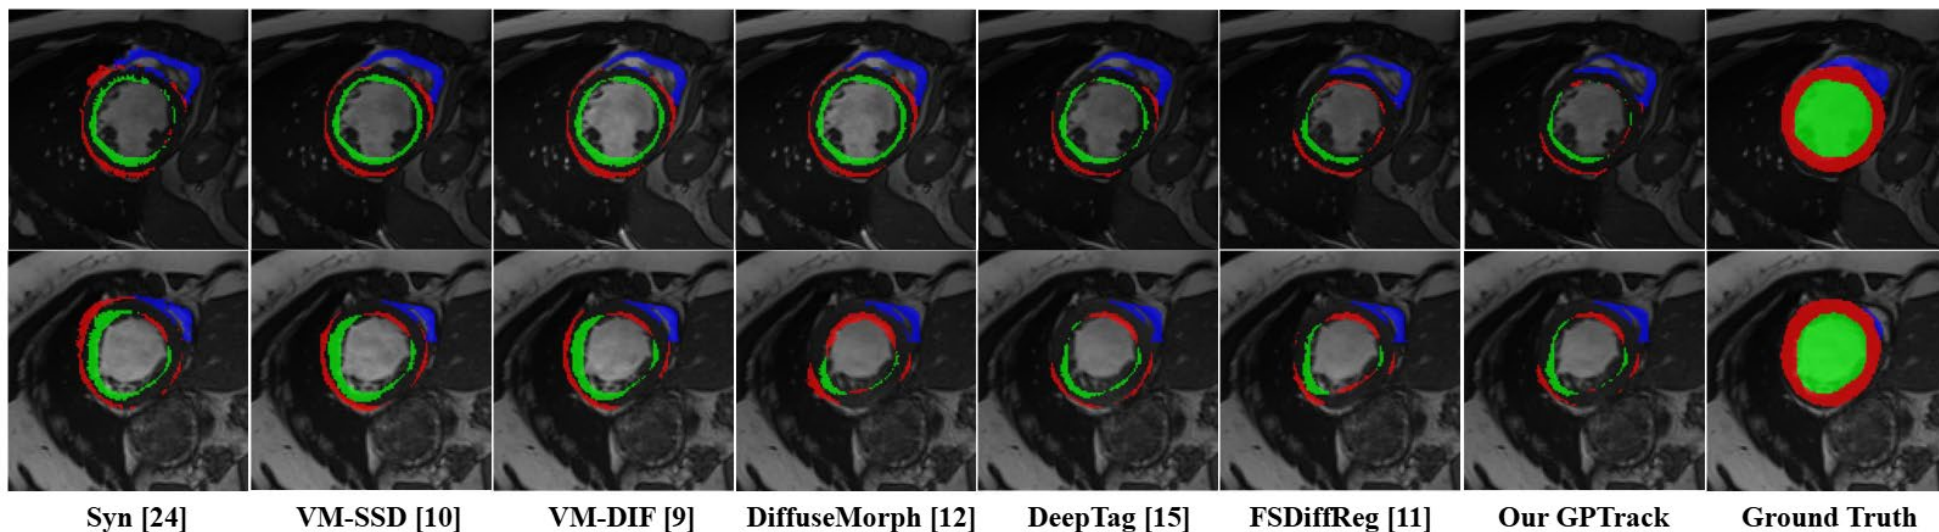 Syn [24] VM-SSD [10] VM-DIF [9] DiffuseMorph [12] DeepTag [15] FSDiffReg [11] Our GPTrack Ground Truth